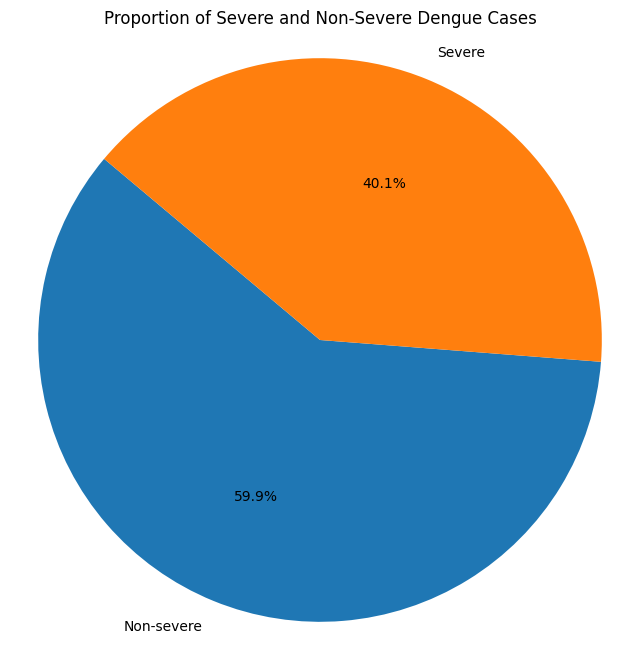 Proportion of Severe and Non-Severe Dengue Cases
Severe
40.1%
59.9%
Non-severe